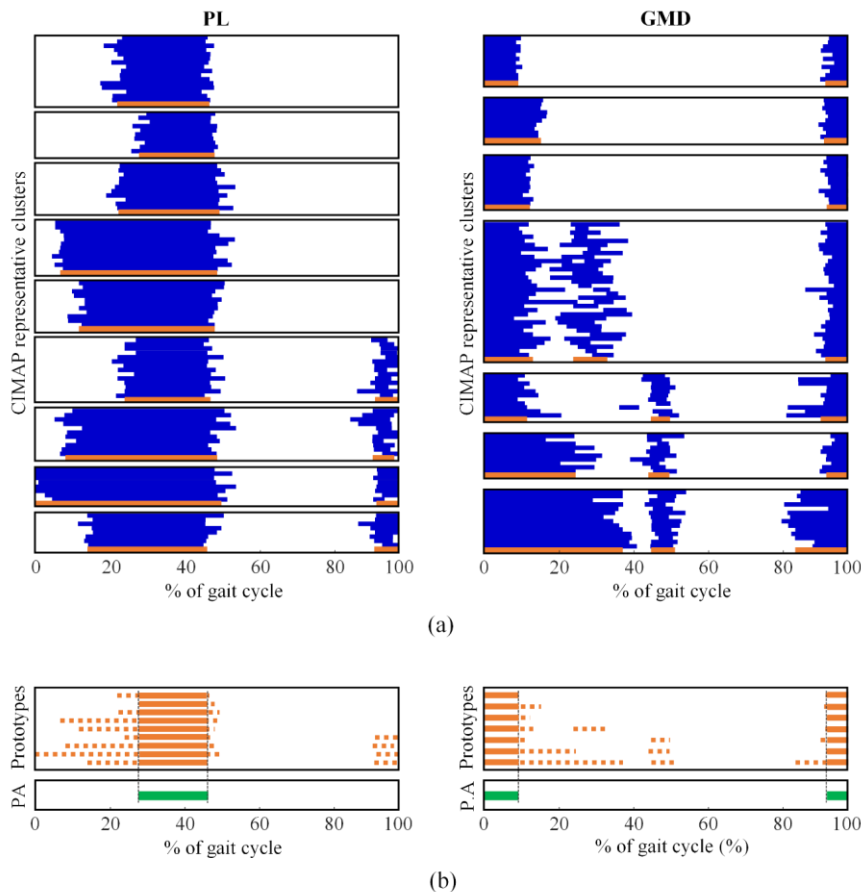 PL
GMD
CIMAP representative clusters
CIMAP representative clusters
0 20 40 60 80 100
0 20 40 60 80 100
% of gait cycle
% of gait cycle
(a)
Prototypes
Prototypes
PA
P.A
0 20 40 60 80 100
0 20 40 60 80 100
% of gait cycle
% of gait cycle (%)
(b)